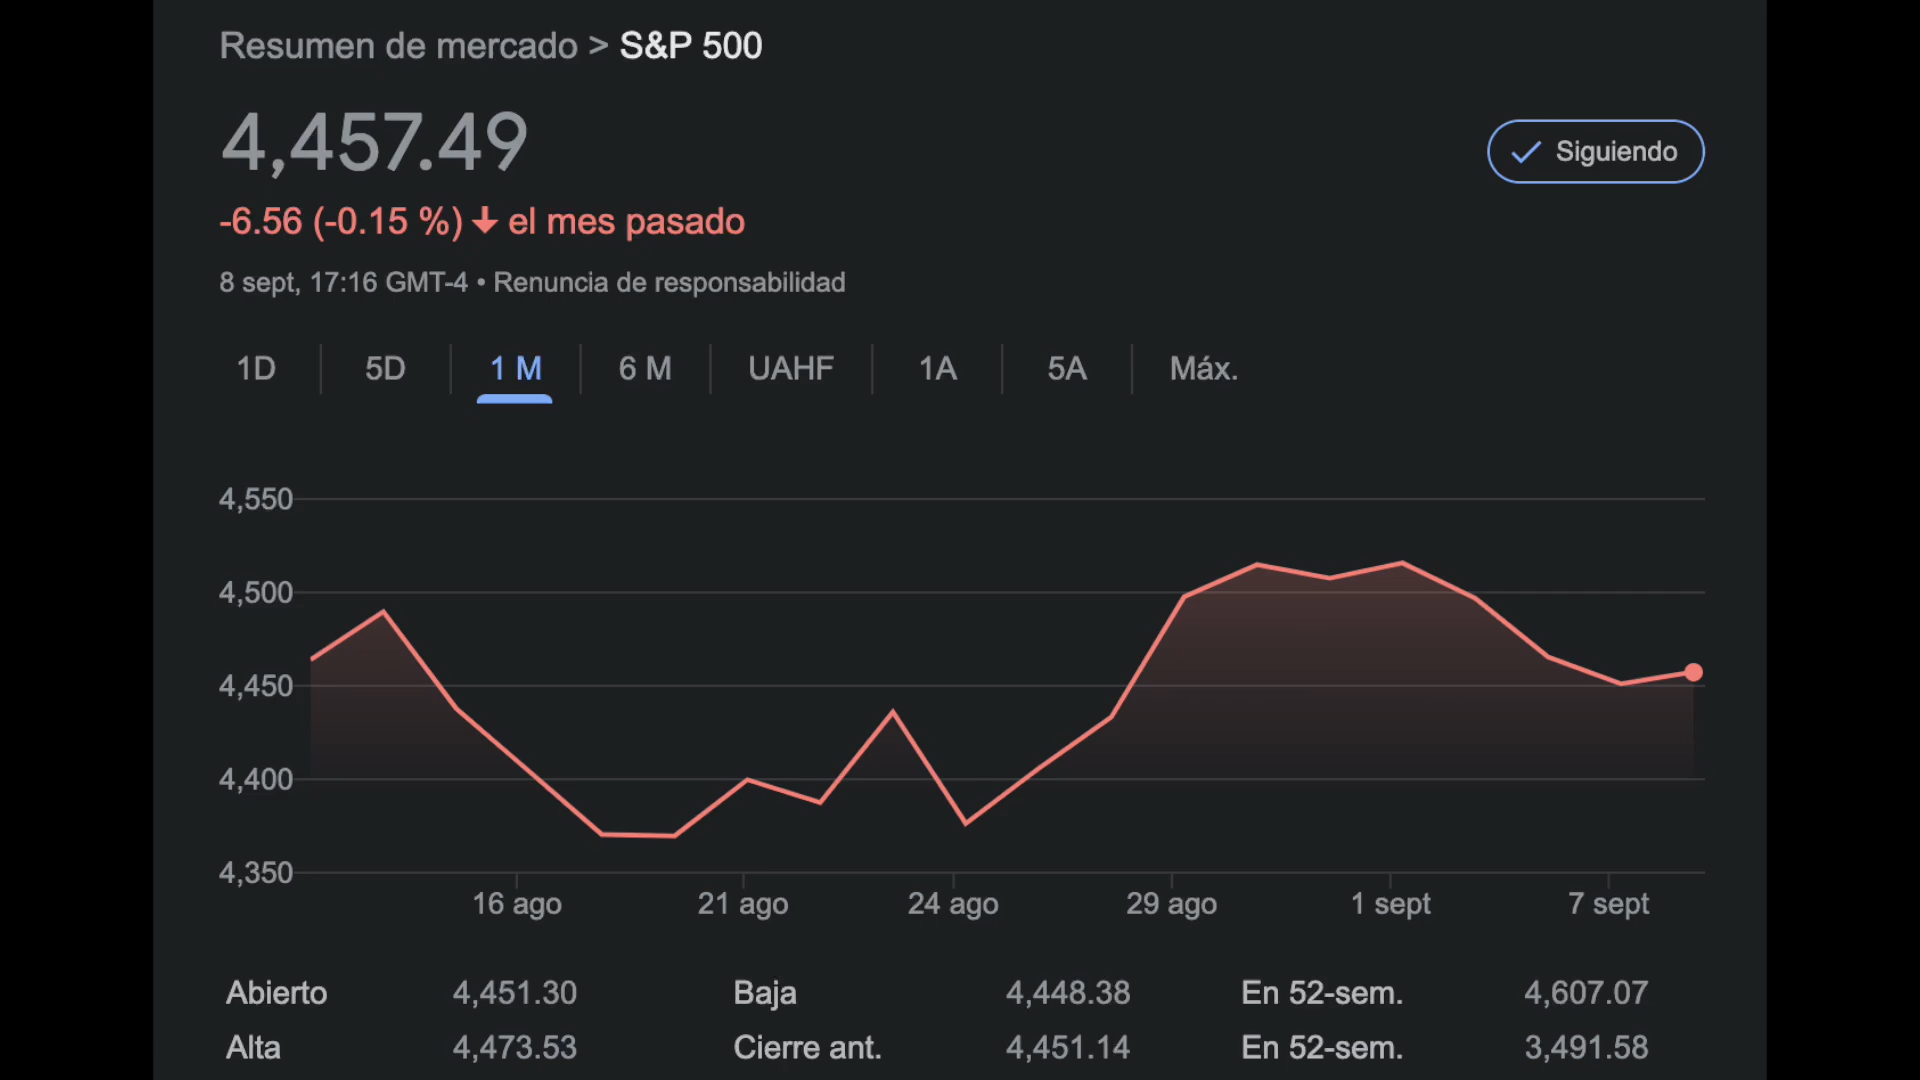 Resumen de mercado > S&P 500
4,457.49
Siguiendo
-6.56 (-0.15 %) ↓ el mes pasado
8 sept, 17:16 GMT-4 • Renuncia de responsabilidad
1D 5D 1 M 6 M UAHF 1A 5A Máx.
4,550
4,500
4,450
4,400
4,350
16 ago 21 ago 24 ago 29 ago 1 sept 7 sept
Abierto 4,451.30 Baja 4,448.38 En 52-sem. 4,607.07
Alta 4,473.53 Cierre ant. 4,451.14 En 52-sem. 3,491.58